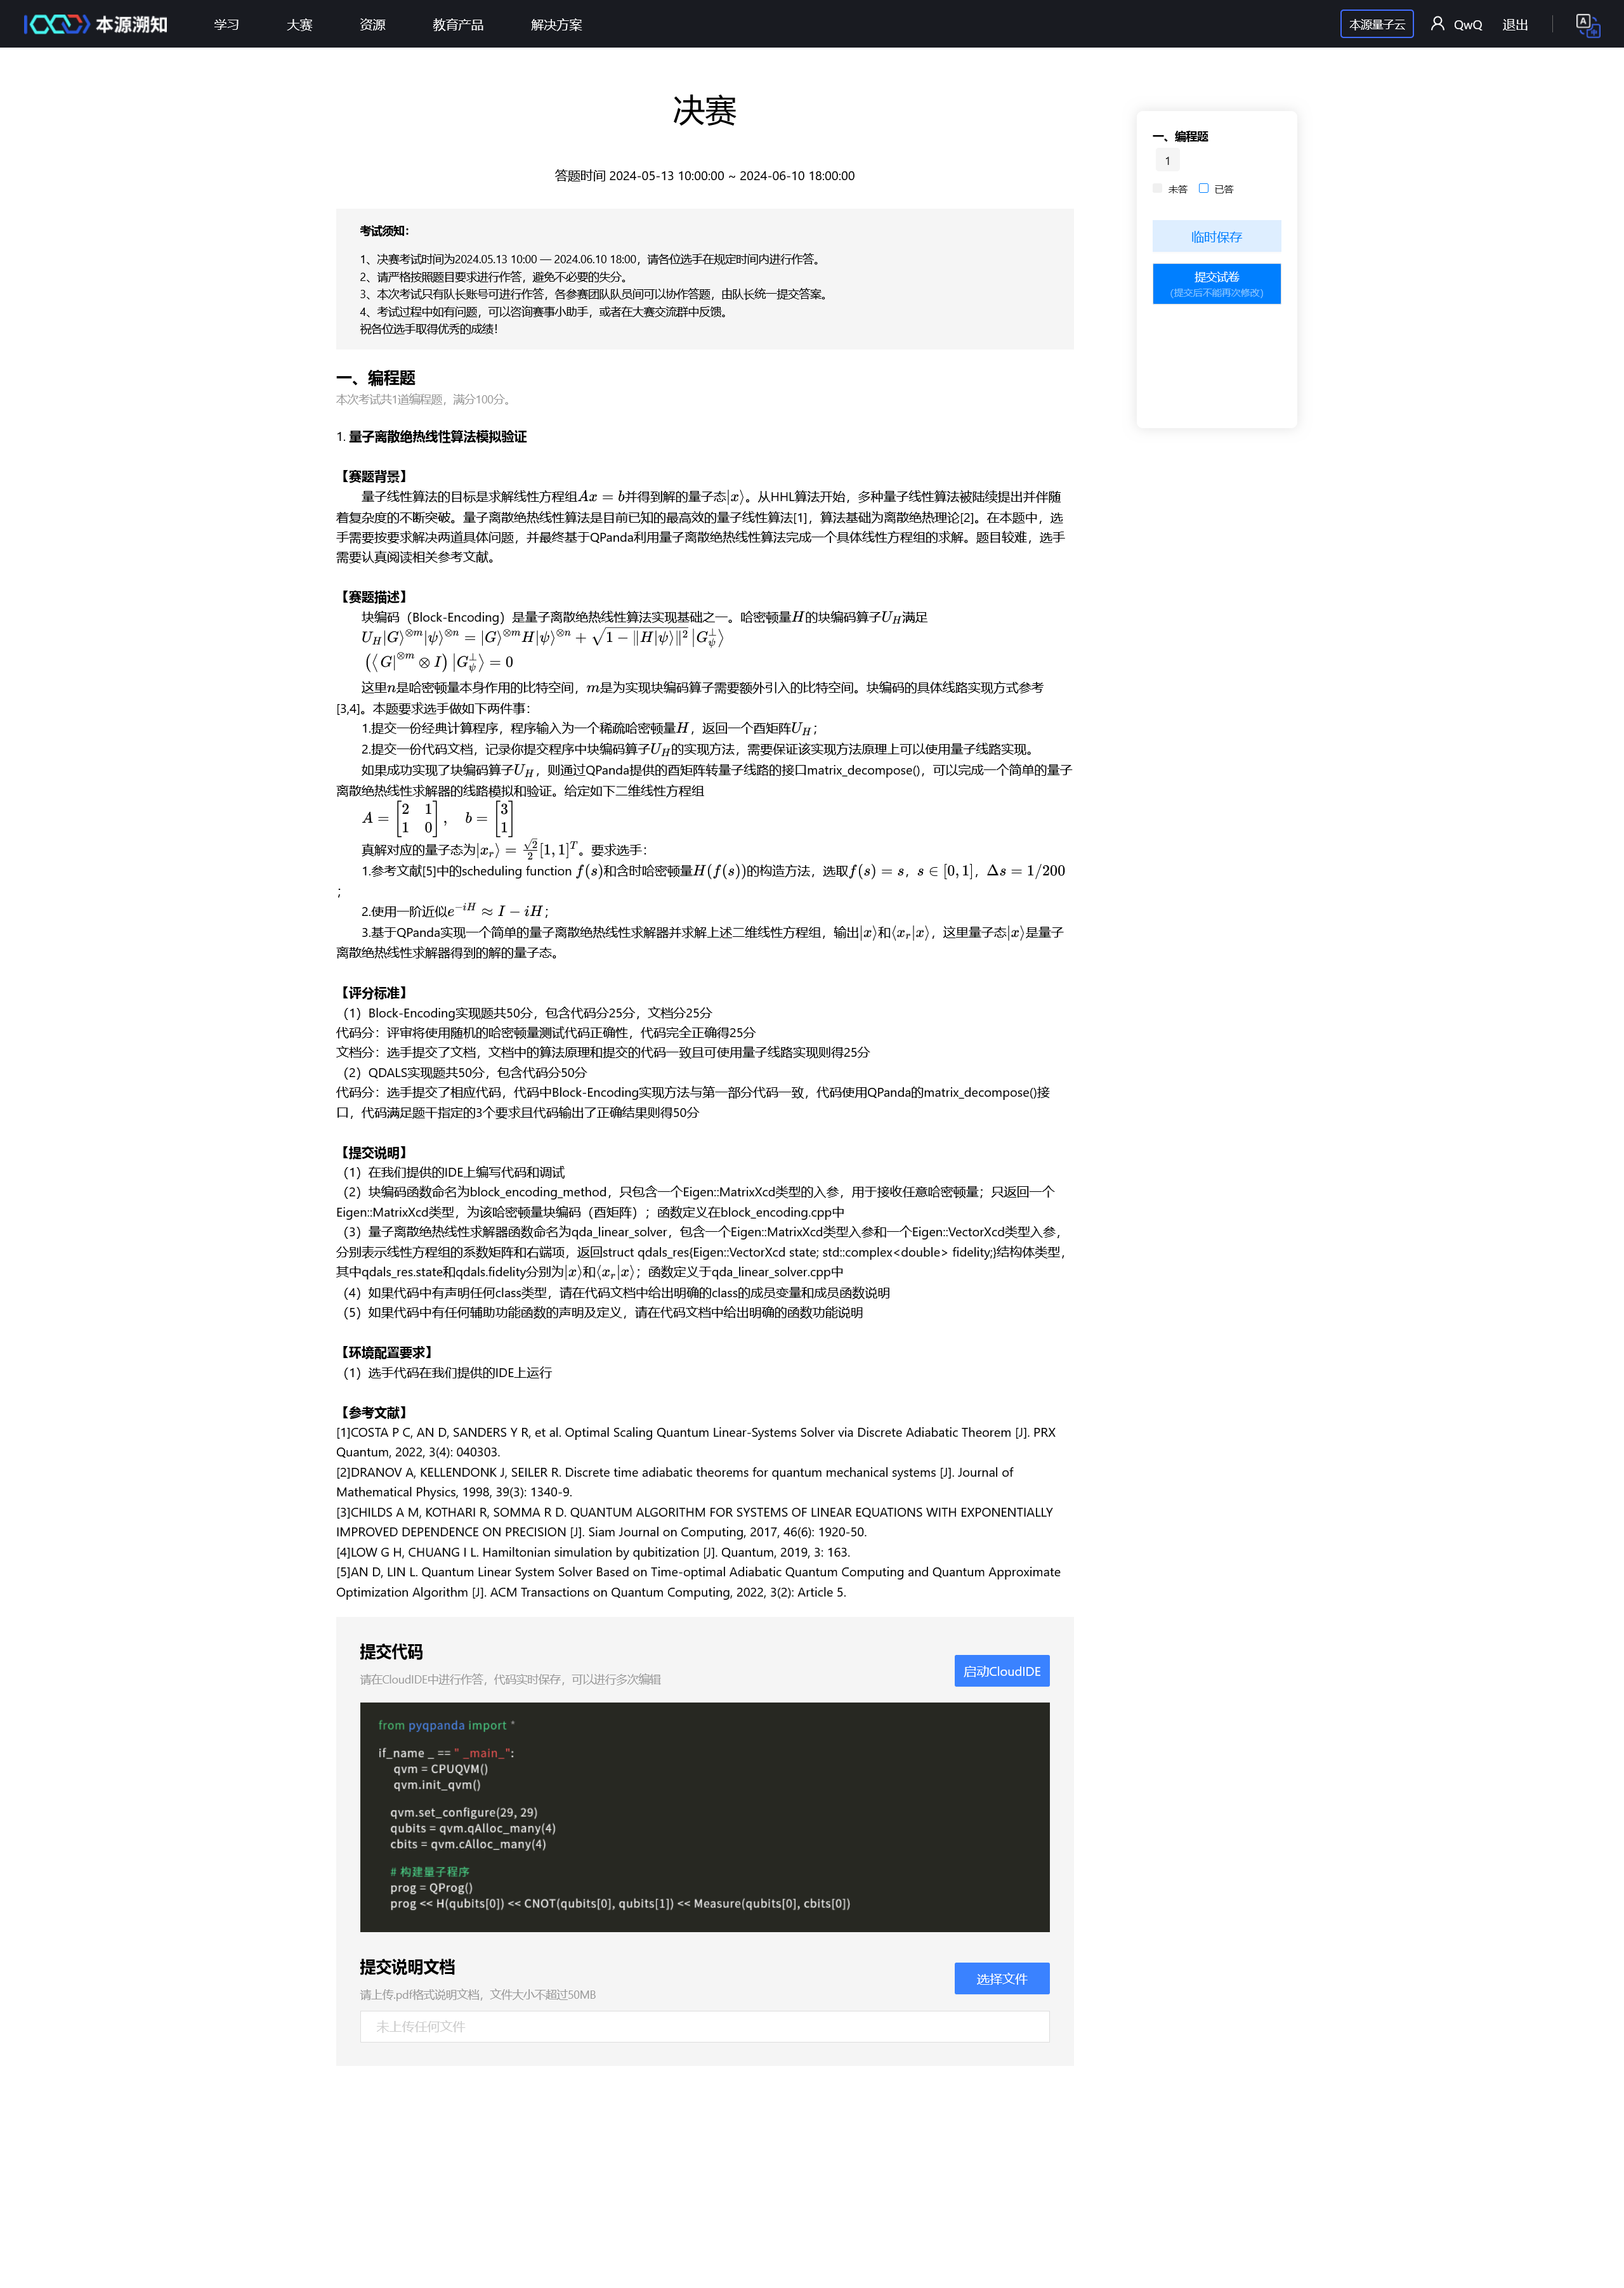 本源溯知 学习 大赛 资源 教育产品 解决方案 本源量子云 QwQ 退出
决赛
答题时间 2024-05-13 10:00:00 ~ 2024-06-10 18:00:00
考试须知：
1、决赛考试时间为2024.05.13 10:00 — 2024.06.10 18:00，请各位选手在规定时间内进行作答。
2、请严格按照题目要求进行作答，避免不必要的失分。
3、本次考试只有队长账号可进行作答，各参赛团队队员间可以协作答题，由队长统一提交答案。
4、考试过程中如有问题，可以咨询赛事小助手，或者在大赛交流群中反馈。
祝各位选手取得优秀的成绩！
一、编程题
1
未答 已答
临时保存
提交试卷
(提交后不能再次修改)
一、编程题
本次考试共1道编程题，满分100分。
1. 量子离散绝热线性算法模拟验证
【赛题背景】
量子线性算法的目标是求解线性方程组Ax = b并得到解的量子态|x⟩。从HHL算法开始，多种量子线性算法被陆续提出并伴随
着复杂度的不断突破。量子离散绝热线性算法是目前已知的最高效的量子线性算法[1]，算法基础为离散绝热理论[2]。在本题中，选
手需要按要求解决两道具体问题，并最终基于QPanda利用量子离散绝热线性算法完成一个具体线性方程组的求解。题目较难，选手
需要认真阅读相关参考文献。
【赛题描述】
块编码（Block-Encoding）是量子离散绝热线性算法实现基础之一。哈密顿量H的块编码算子U_H满足
U_H|G⟩^{⊗m}|ψ⟩^{⊗n} = |G⟩^{⊗m}H|ψ⟩^{⊗n} + √(1 − ‖H|ψ⟩‖²) |G_ψ^⊥⟩
(⟨G|^{⊗m} ⊗ I) |G_ψ^⊥⟩ = 0
这里n是哈密顿量本身作用的比特空间，m是为实现块编码算子需要额外引入的比特空间。块编码的具体线路实现方式参考
[3,4]。本题要求选手做如下两件事：
1.提交一份经典计算程序，程序输入为一个稀疏哈密顿量H，返回一个酉矩阵U_H；
2.提交一份代码文档，记录你提交程序中块编码算子U_H的实现方法，需要保证该实现方法原理上可以使用量子线路实现。
如果成功实现了块编码算子U_H，则通过QPanda提供的酉矩阵转量子线路的接口matrix_decompose()，可以完成一个简单的量子
离散绝热线性求解器的线路模拟和验证。给定如下二维线性方程组
A = [2 1; 1 0], b = [3; 1]
真解对应的量子态为|x_r⟩ = √2/2 [1, 1]^T。要求选手：
1.参考文献[5]中的scheduling function f(s)和含时哈密顿量H(f(s))的构造方法，选取f(s) = s，s ∈ [0, 1]，Δs = 1/200
；
2.使用一阶近似e^{−iH} ≈ I − iH；
3.基于QPanda实现一个简单的量子离散绝热线性求解器并求解上述二维线性方程组，输出|x⟩和⟨x_r|x⟩，这里量子态|x⟩是量子
离散绝热线性求解器得到的解的量子态。
【评分标准】
（1）Block-Encoding实现题共50分，包含代码分25分，文档分25分
代码分：评审将使用随机的哈密顿量测试代码正确性，代码完全正确得25分
文档分：选手提交了文档，文档中的算法原理和提交的代码一致且可使用量子线路实现则得25分
（2）QDALS实现题共50分，包含代码分50分
代码分：选手提交了相应代码，代码中Block-Encoding实现方法与第一部分代码一致，代码使用QPanda的matrix_decompose()接
口，代码满足题干指定的3个要求且代码输出了正确结果则得50分
【提交说明】
（1）在我们提供的IDE上编写代码和调试
（2）块编码函数命名为block_encoding_method，只包含一个Eigen::MatrixXcd类型的入参，用于接收任意哈密顿量；只返回一个
Eigen::MatrixXcd类型，为该哈密顿量块编码（酉矩阵）；函数定义在block_encoding.cpp中
（3）量子离散绝热线性求解器函数命名为qda_linear_solver，包含一个Eigen::MatrixXcd类型入参和一个Eigen::VectorXcd类型入参，
分别表示线性方程组的系数矩阵和右端项，返回struct qdals_res{Eigen::VectorXcd state; std::complex<double> fidelity;}结构体类型，
其中qdals_res.state和qdals.fidelity分别为|x⟩和⟨x_r|x⟩；函数定义于qda_linear_solver.cpp中
（4）如果代码中有声明任何class类型，请在代码文档中给出明确的class的成员变量和成员函数说明
（5）如果代码中有任何辅助功能函数的声明及定义，请在代码文档中给出明确的函数功能说明
【环境配置要求】
（1）选手代码在我们提供的IDE上运行
【参考文献】
[1]COSTA P C, AN D, SANDERS Y R, et al. Optimal Scaling Quantum Linear-Systems Solver via Discrete Adiabatic Theorem [J]. PRX
Quantum, 2022, 3(4): 040303.
[2]DRANOV A, KELLENDONK J, SEILER R. Discrete time adiabatic theorems for quantum mechanical systems [J]. Journal of
Mathematical Physics, 1998, 39(3): 1340-9.
[3]CHILDS A M, KOTHARI R, SOMMA R D. QUANTUM ALGORITHM FOR SYSTEMS OF LINEAR EQUATIONS WITH EXPONENTIALLY
IMPROVED DEPENDENCE ON PRECISION [J]. Siam Journal on Computing, 2017, 46(6): 1920-50.
[4]LOW G H, CHUANG I L. Hamiltonian simulation by qubitization [J]. Quantum, 2019, 3: 163.
[5]AN D, LIN L. Quantum Linear System Solver Based on Time-optimal Adiabatic Quantum Computing and Quantum Approximate
Optimization Algorithm [J]. ACM Transactions on Quantum Computing, 2022, 3(2): Article 5.
提交代码
请在CloudIDE中进行作答，代码实时保存，可以进行多次编辑
启动CloudIDE
from pyqpanda import *
if_name _ == " _main_":
qvm = CPUQVM()
qvm.init_qvm()
qvm.set_configure(29, 29)
qubits = qvm.qAlloc_many(4)
cbits = qvm.cAlloc_many(4)
# 构建量子程序
prog = QProg()
prog << H(qubits[0]) << CNOT(qubits[0], qubits[1]) << Measure(qubits[0], cbits[0])
提交说明文档
请上传.pdf格式说明文档，文件大小不超过50MB
选择文件
未上传任何文件